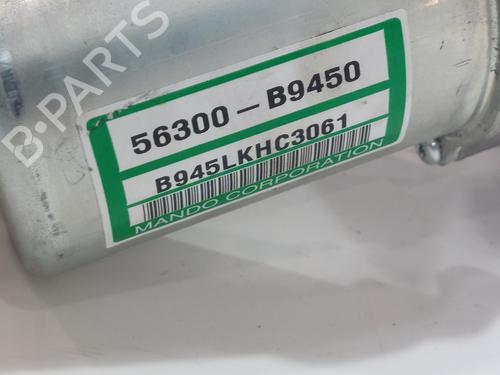 B-PARTS
56300-B9450
B945LKHC3061
MANDO CORPORATION